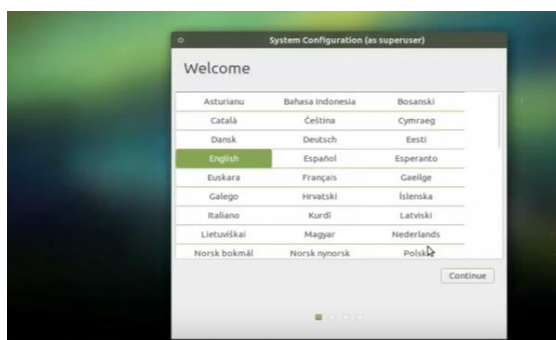 System Configuration (as superuser)
Welcome
Asturianu Bahasa Indonesia Bosanski
Català Čeština Cymraeg
Dansk Deutsch Eesti
English Español Esperanto
Euskara Français Gaeilge
Galego Hrvatski Íslenska
Italiano Kurdî Latviski
Lietuviškai Magyar Nederlands
Norsk bokmål Norsk nynorsk Polski
Continue